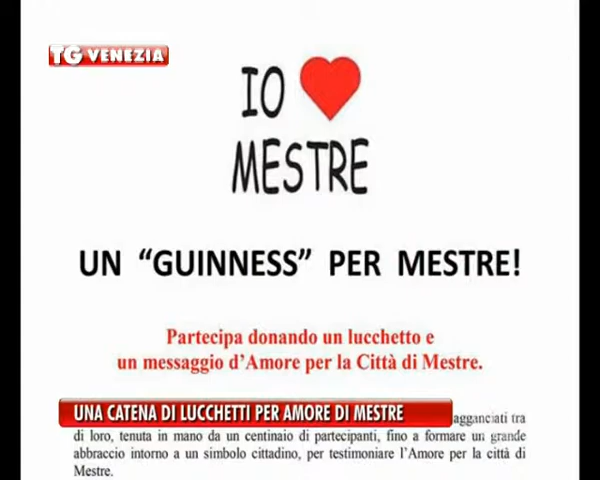 TG VENEZIA
IO ❤
MESTRE
UN “GUINNESS” PER MESTRE!
Partecipa donando un lucchetto e
un messaggio d’Amore per la Città di Mestre.
UNA CATENA DI LUCCHETTI PER AMORE DI MESTRE
agganciati tra
di loro, tenuta in mano da un centinaio di partecipanti, fino a formare un grande
abbraccio intorno a un simbolo cittadino, per testimoniare l’Amore per la città di
Mestre.